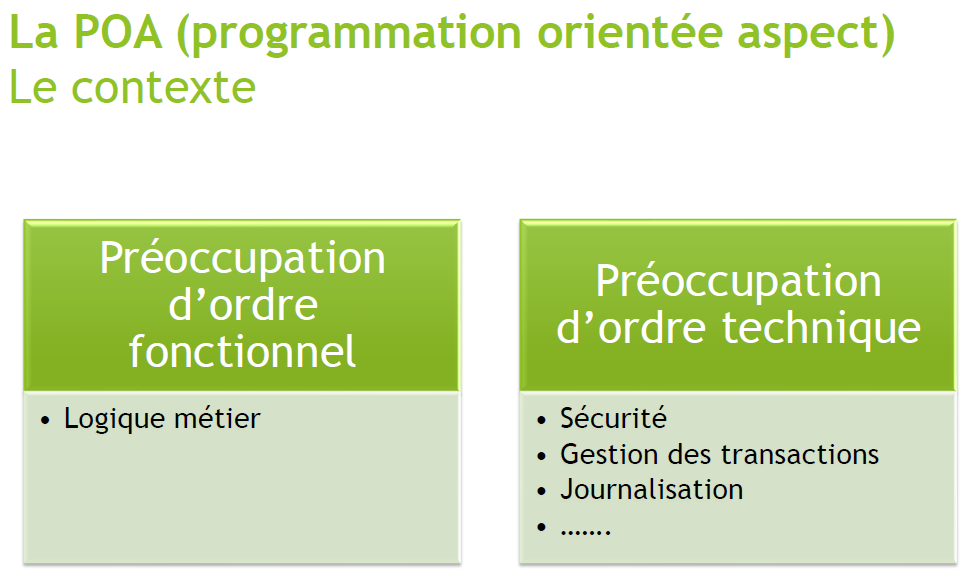 La POA (programmation orientée aspect)
Le contexte
Préoccupation
d’ordre
fonctionnel
• Logique métier
Préoccupation
d’ordre technique
• Sécurité
• Gestion des transactions
• Journalisation
• …….